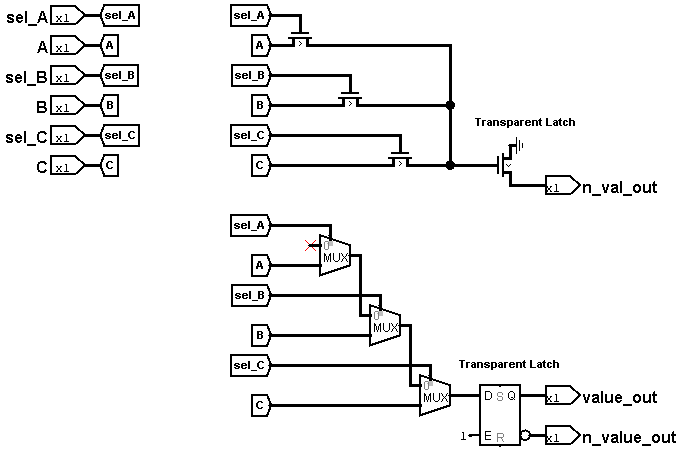 sel_A x1 sel_A sel_A
A x1 A A
sel_B x1 sel_B sel_B
B x1 B B
sel_C x1 sel_C sel_C
Transparent Latch
C x1 C C
x1 n_val_out
sel_A
0
MUX
A
sel_B
0
MUX
B
sel_C
Transparent Latch
0
MUX
D S Q x1 value_out
C
1 E R x1 n_value_out